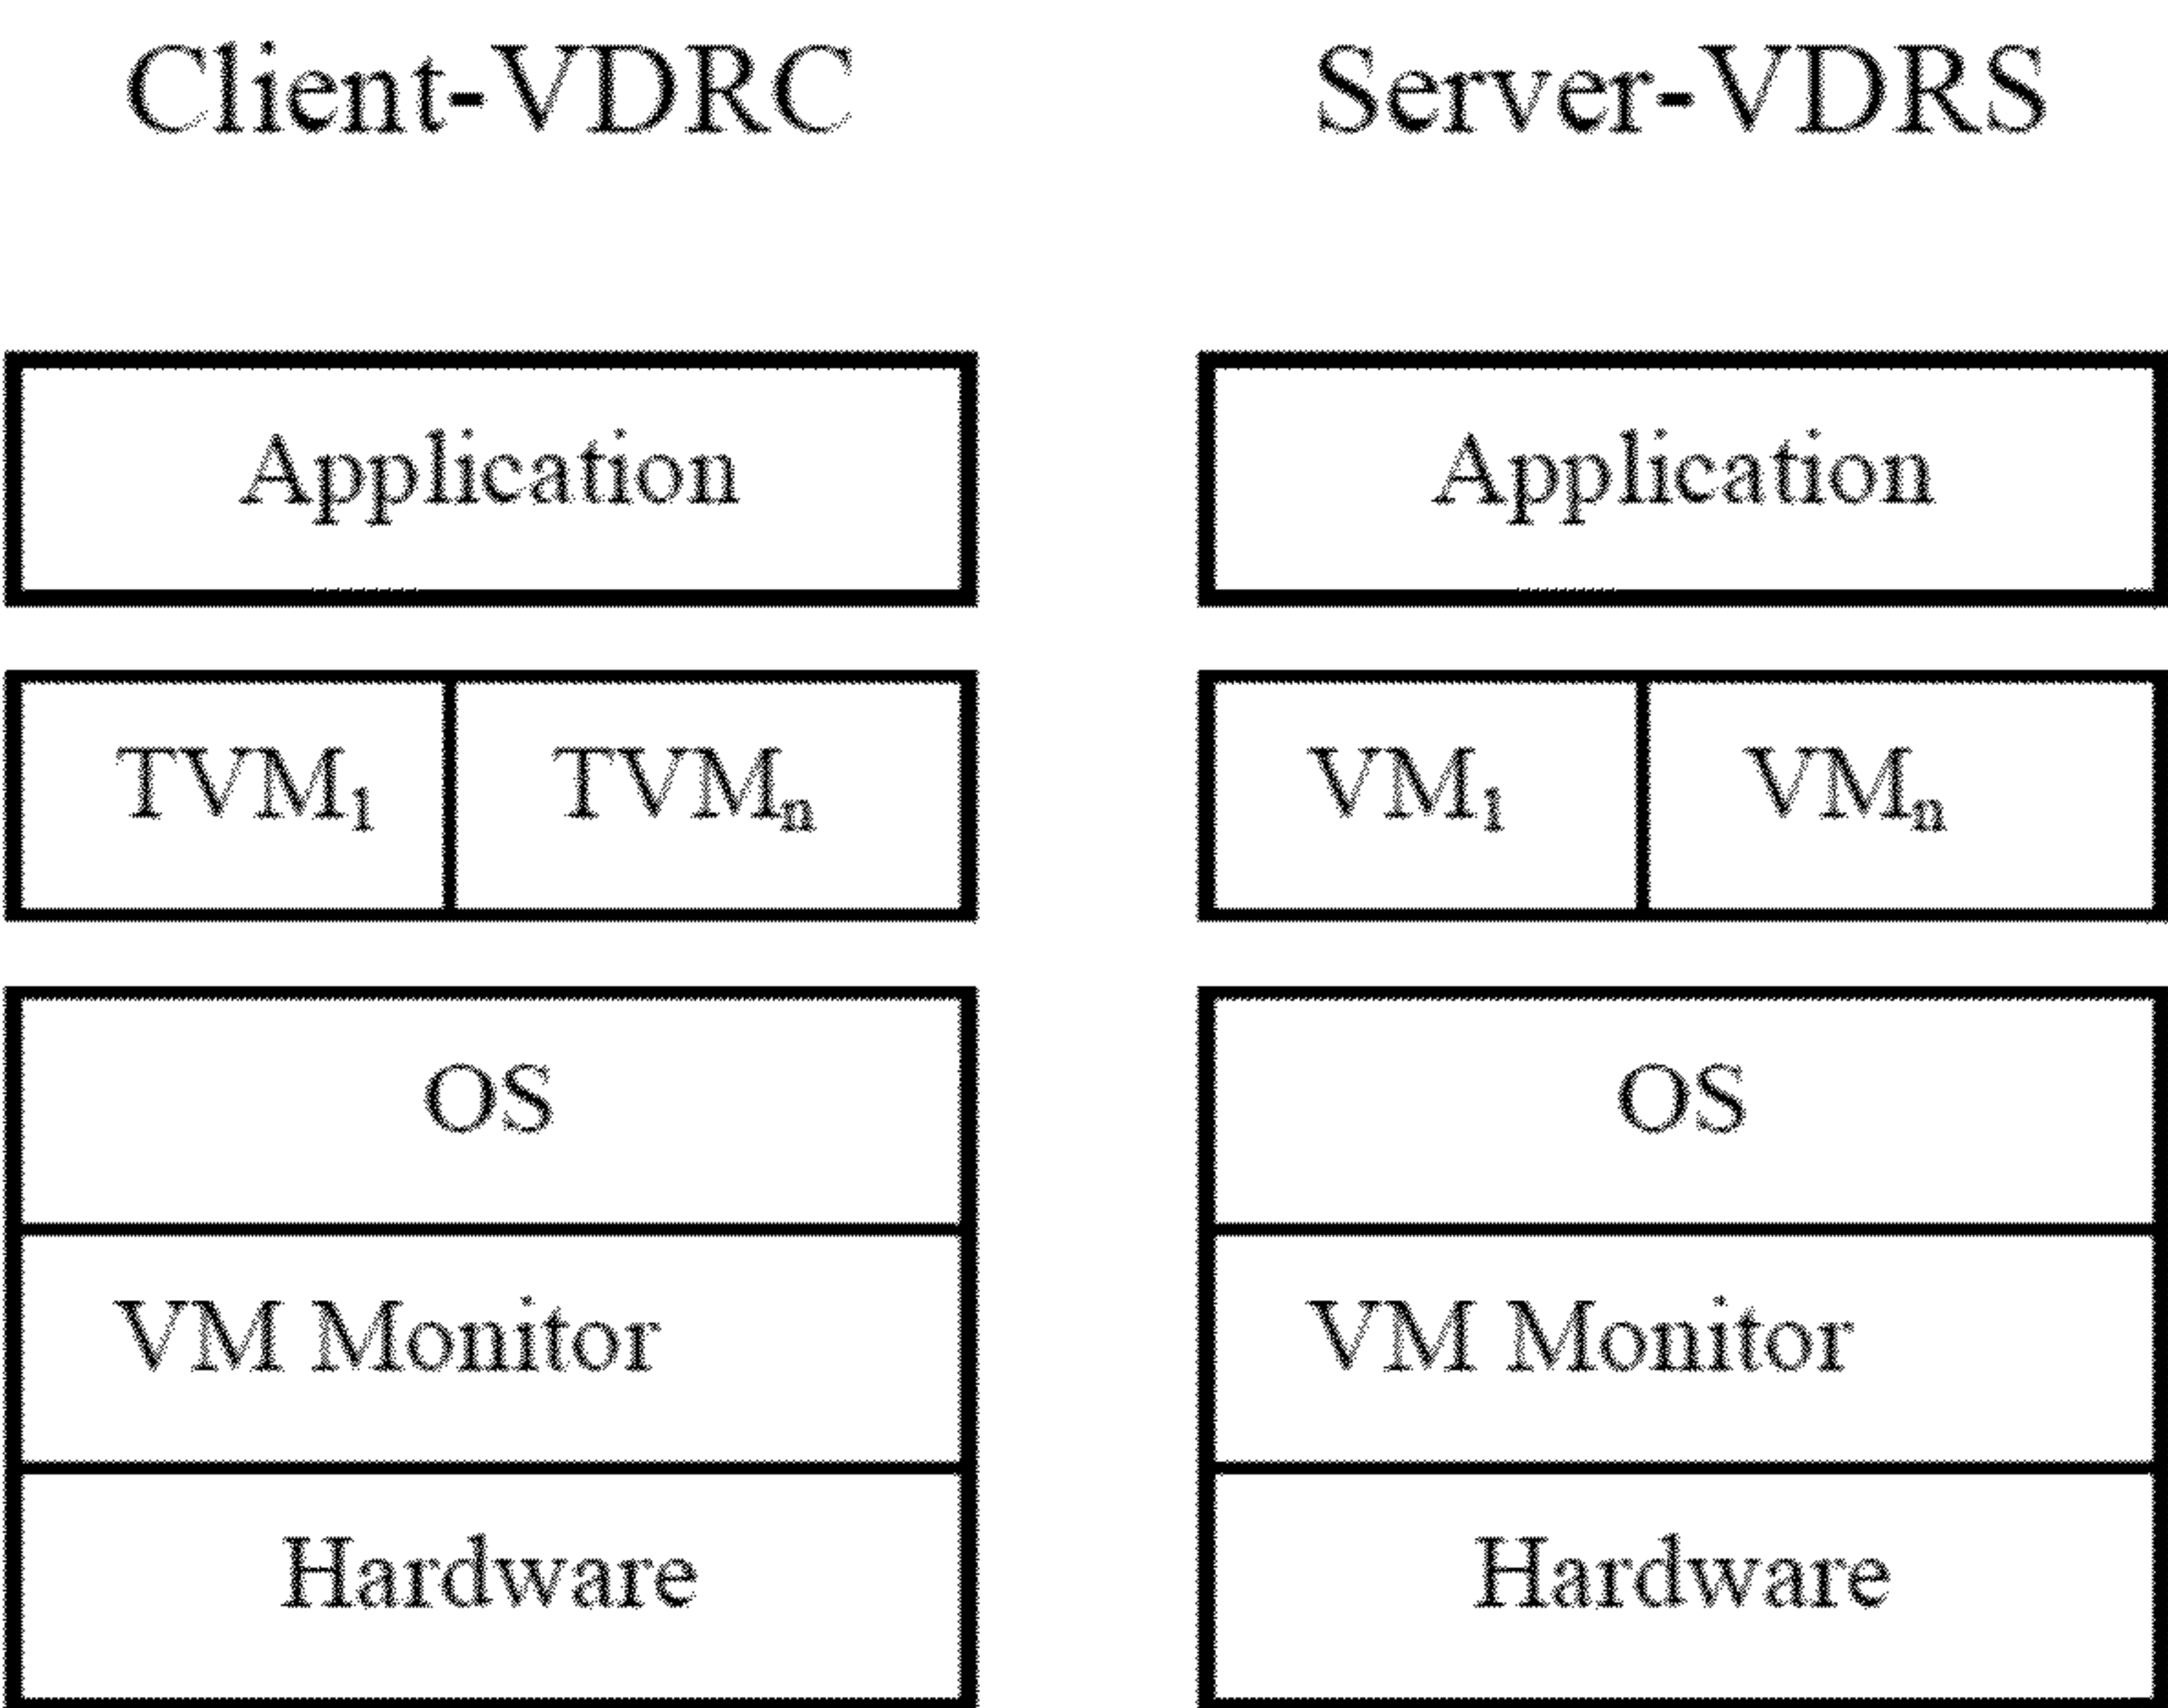 Client-VDRC
Application
TVM₁ TVMₙ
OS
VM Monitor
Hardware
Server-VDRS
Application
VM₁ VMₙ
OS
VM Monitor
Hardware